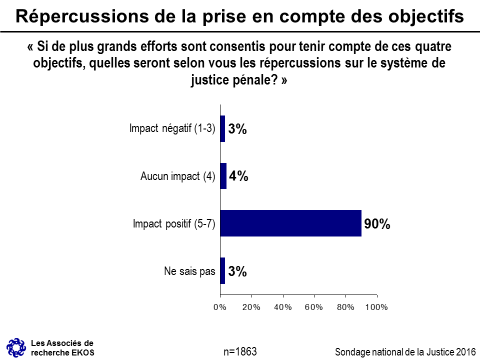 Répercussions de la prise en compte des objectifs
« Si de plus grands efforts sont consentis pour tenir compte de ces quatre
objectifs, quelles seront selon vous les répercussions sur le système de
justice pénale? »
Impact négatif (1-3) 3%
Aucun impact (4) 4%
Impact positif (5-7) 90%
Ne sais pas 3%
0% 20% 40% 60% 80% 100%
Les Associés de
recherche EKOS
n=1863
Sondage national de la Justice 2016